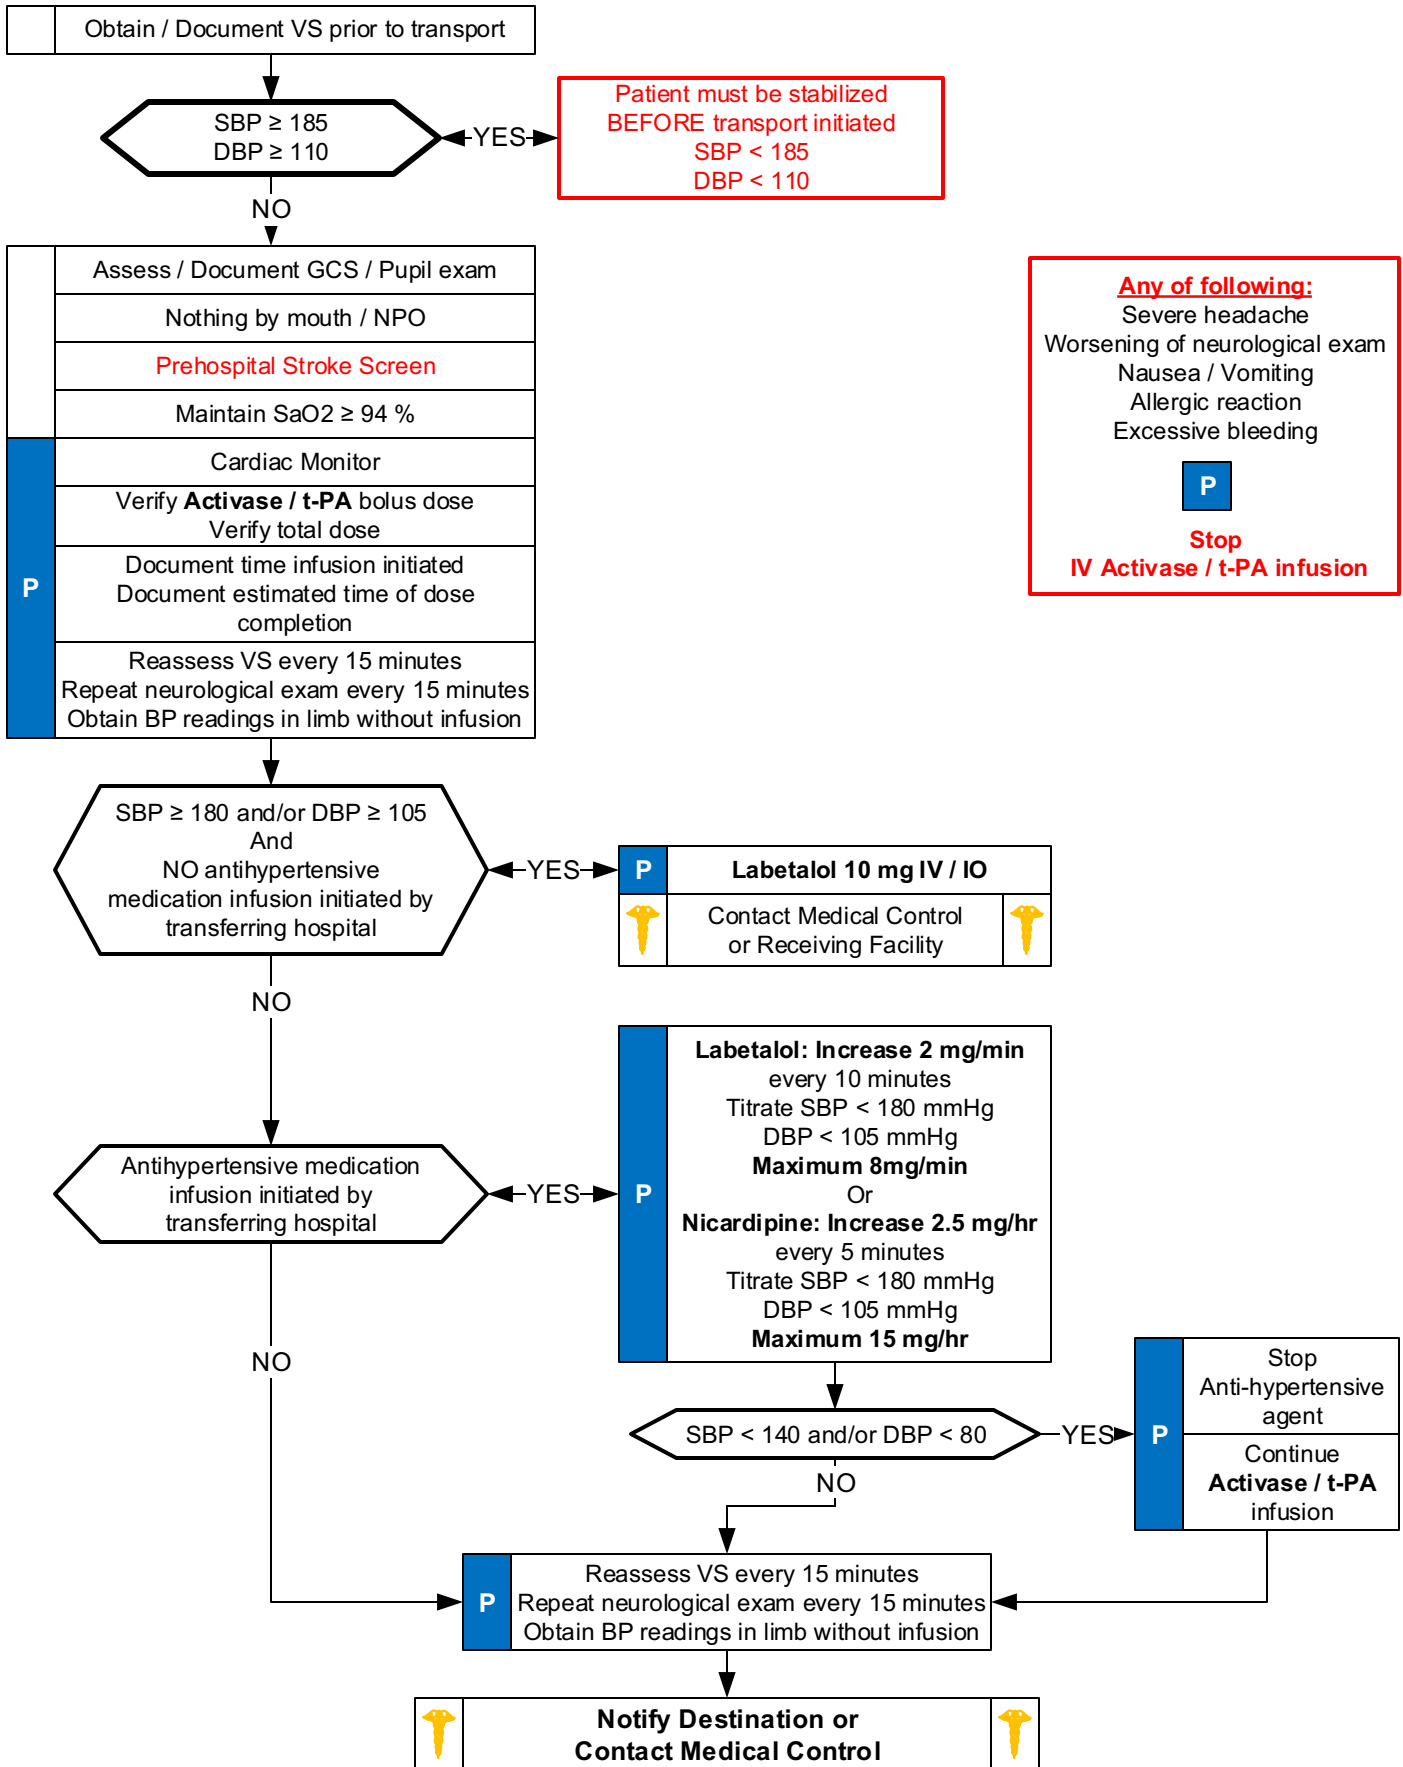 Obtain / Document VS prior to transport
SBP ≥ 185
DBP ≥ 110
YES
Patient must be stabilized
BEFORE transport initiated
SBP < 185
DBP < 110
NO
Assess / Document GCS / Pupil exam
Nothing by mouth / NPO
Prehospital Stroke Screen
Maintain SaO2 ≥ 94 %
P
Cardiac Monitor
Verify Activase / t-PA bolus dose
Verify total dose
Document time infusion initiated
Document estimated time of dose
completion
Reassess VS every 15 minutes
Repeat neurological exam every 15 minutes
Obtain BP readings in limb without infusion
Any of following:
Severe headache
Worsening of neurological exam
Nausea / Vomiting
Allergic reaction
Excessive bleeding
P
Stop
IV Activase / t-PA infusion
SBP ≥ 180 and/or DBP ≥ 105
And
NO antihypertensive
medication infusion initiated by
transferring hospital
YES
P
Labetalol 10 mg IV / IO
Contact Medical Control
or Receiving Facility
NO
Antihypertensive medication
infusion initiated by
transferring hospital
YES
P
Labetalol: Increase 2 mg/min
every 10 minutes
Titrate SBP < 180 mmHg
DBP < 105 mmHg
Maximum 8mg/min
Or
Nicardipine: Increase 2.5 mg/hr
every 5 minutes
Titrate SBP < 180 mmHg
DBP < 105 mmHg
Maximum 15 mg/hr
NO
SBP < 140 and/or DBP < 80
YES
P
Stop
Anti-hypertensive
agent
Continue
Activase / t-PA
infusion
NO
P
Reassess VS every 15 minutes
Repeat neurological exam every 15 minutes
Obtain BP readings in limb without infusion
Notify Destination or
Contact Medical Control